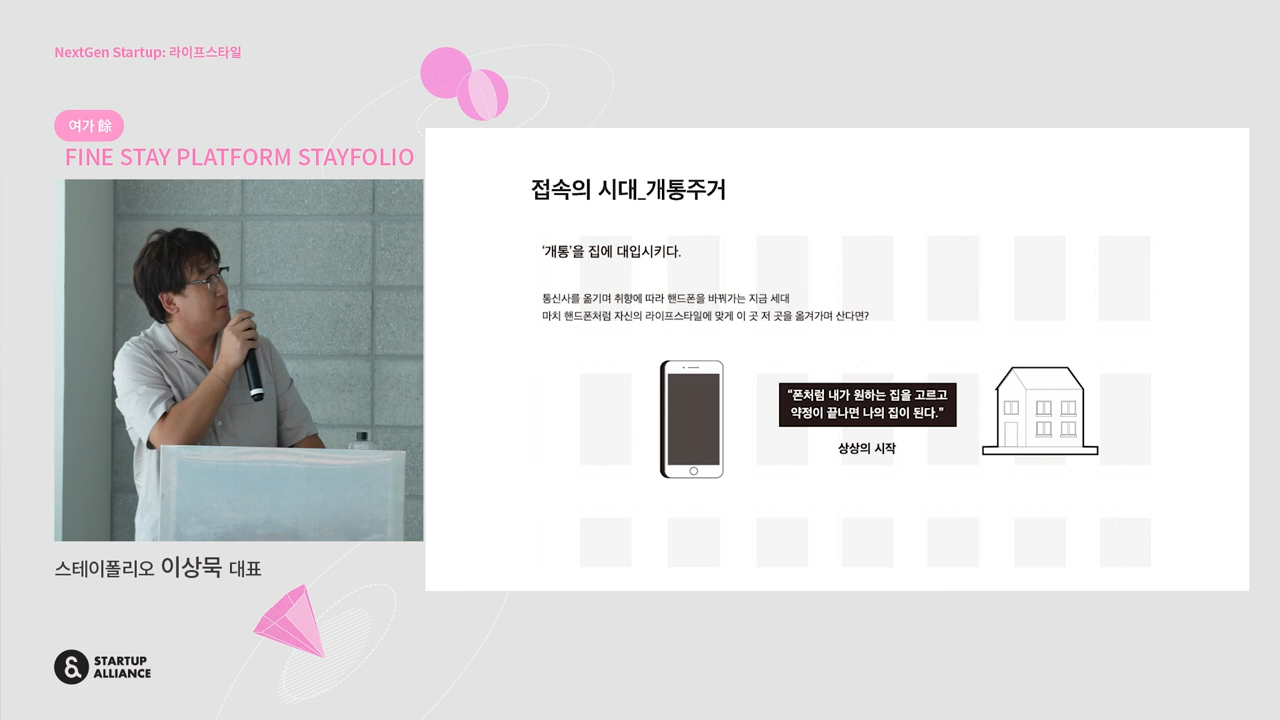 NextGen Startup: 라이프스타일
여가 餘
FINE STAY PLATFORM STAYFOLIO
스테이폴리오 이상묵 대표
STARTUP
ALLIANCE
접속의 시대_개통주거
‘개통’을 집에 대입시키다.
통신사를 옮기며 취향에 따라 핸드폰을 바꿔가는 지금 세대
마치 핸드폰처럼 자신의 라이프스타일에 맞게 이 곳 저 곳을 옮겨가며 산다면?
“폰처럼 내가 원하는 집을 고르고
약정이 끝나면 나의 집이 된다.”
상상의 시작